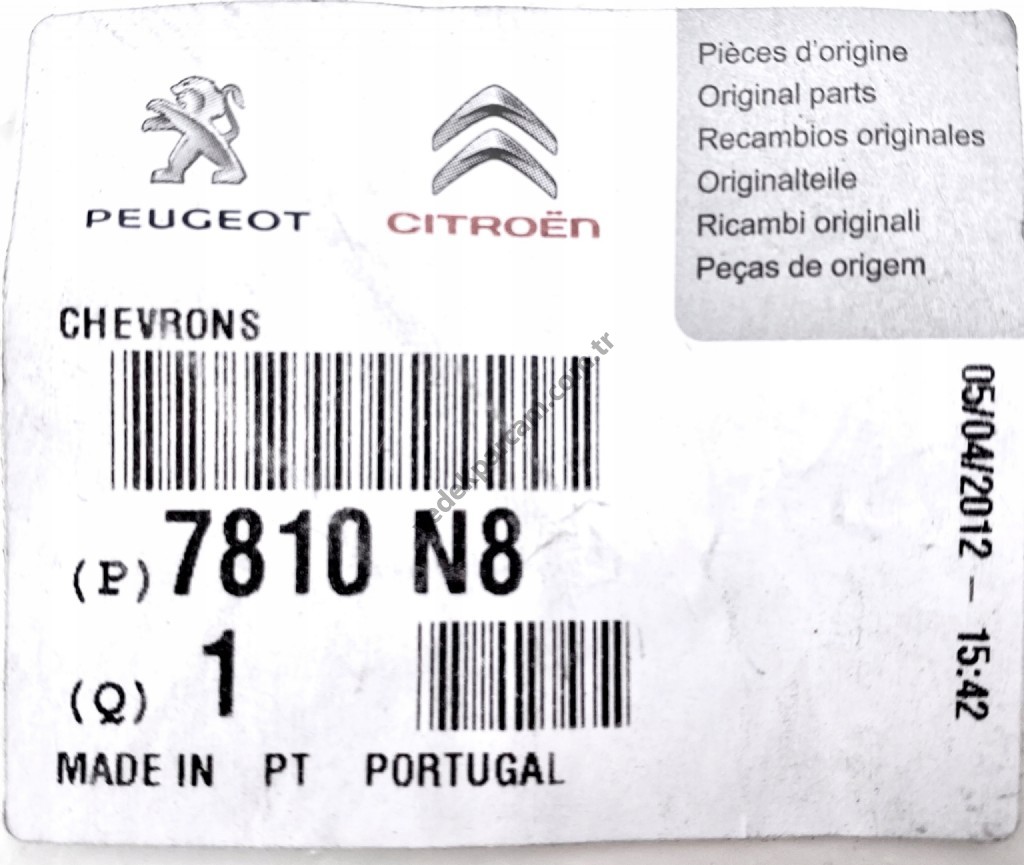 PEUGEOT
CITROËN
Pièces d'origine
Original parts
Recambios originales
Originalteile
Ricambi originali
Peças de origem
CHEVRONS
(P) 7810 N8
(Q) 1
MADE IN PT PORTUGAL
05/04/2012 – 15:42